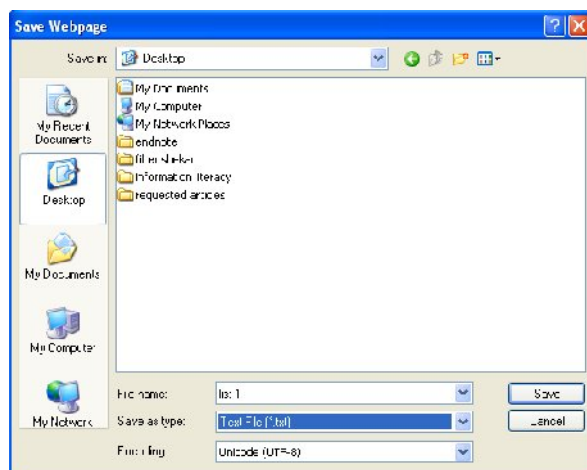 Save Webpage
Save in: Desktop
My Recent Documents
Desktop
My Documents
My Computer
My Network
My Documents
My Computer
My Network Places
endnote
information literacy
requested articles
File name: list 1
Save
Save as type: Text File (*.txt)
Cancel
Encoding: Unicode (UTF-8)